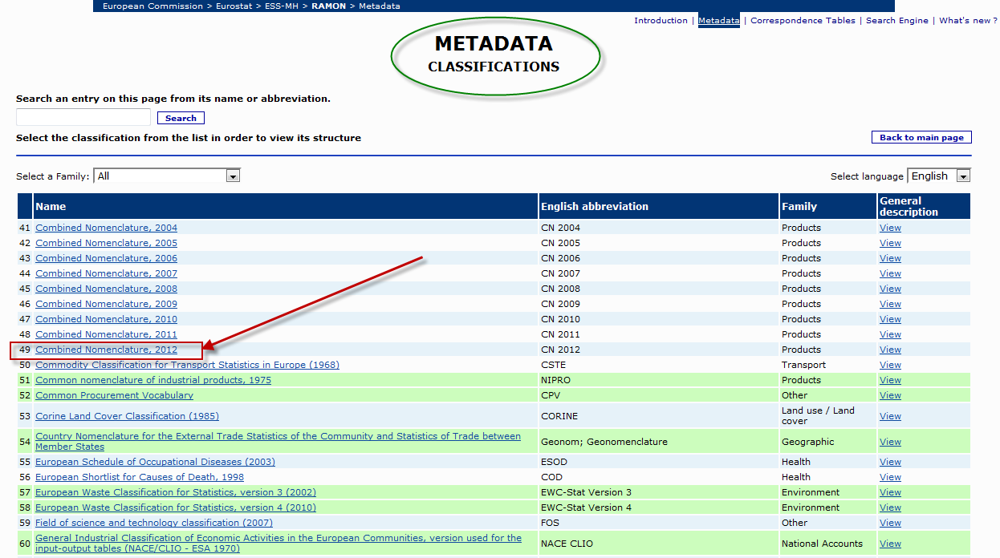 European Commission > Eurostat > ESS-MH > RAMON > Metadata
Introduction | Metadata | Correspondence Tables | Search Engine | What's new ?
METADATA
CLASSIFICATIONS
Search an entry on this page from its name or abbreviation.
Search
Select the classification from the list in order to view its structure
Back to main page
Select a Family: All
Select language English
Name English abbreviation Family General description
41 Combined Nomenclature, 2004 CN 2004 Products View
42 Combined Nomenclature, 2005 CN 2005 Products View
43 Combined Nomenclature, 2006 CN 2006 Products View
44 Combined Nomenclature, 2007 CN 2007 Products View
45 Combined Nomenclature, 2008 CN 2008 Products View
46 Combined Nomenclature, 2009 CN 2009 Products View
47 Combined Nomenclature, 2010 CN 2010 Products View
48 Combined Nomenclature, 2011 CN 2011 Products View
49 Combined Nomenclature, 2012 CN 2012 Products View
50 Commodity Classification for Transport Statistics in Europe (1968) CSTE Transport View
51 Common nomenclature of industrial products, 1975 NIPRO Products View
52 Common Procurement Vocabulary CPV Other View
53 Corine Land Cover Classification (1985) CORINE Land use / Land cover View
54 Country Nomenclature for the External Trade Statistics of the Community and Statistics of Trade between
Member States Geonom; Geonomenclature Geographic View
55 European Schedule of Occupational Diseases (2003) ESOD Health View
56 European Shortlist for Causes of Death, 1998 COD Health View
57 European Waste Classification for Statistics, version 3 (2002) EWC-Stat Version 3 Environment View
58 European Waste Classification for Statistics, version 4 (2010) EWC-Stat Version 4 Environment View
59 Field of science and technology classification (2007) FOS Other View
60 General Industrial Classification of Economic Activities in the European Communities, version used for the
input-output tables (NACE/CLIO - ESA 1970) NACE CLIO National Accounts View